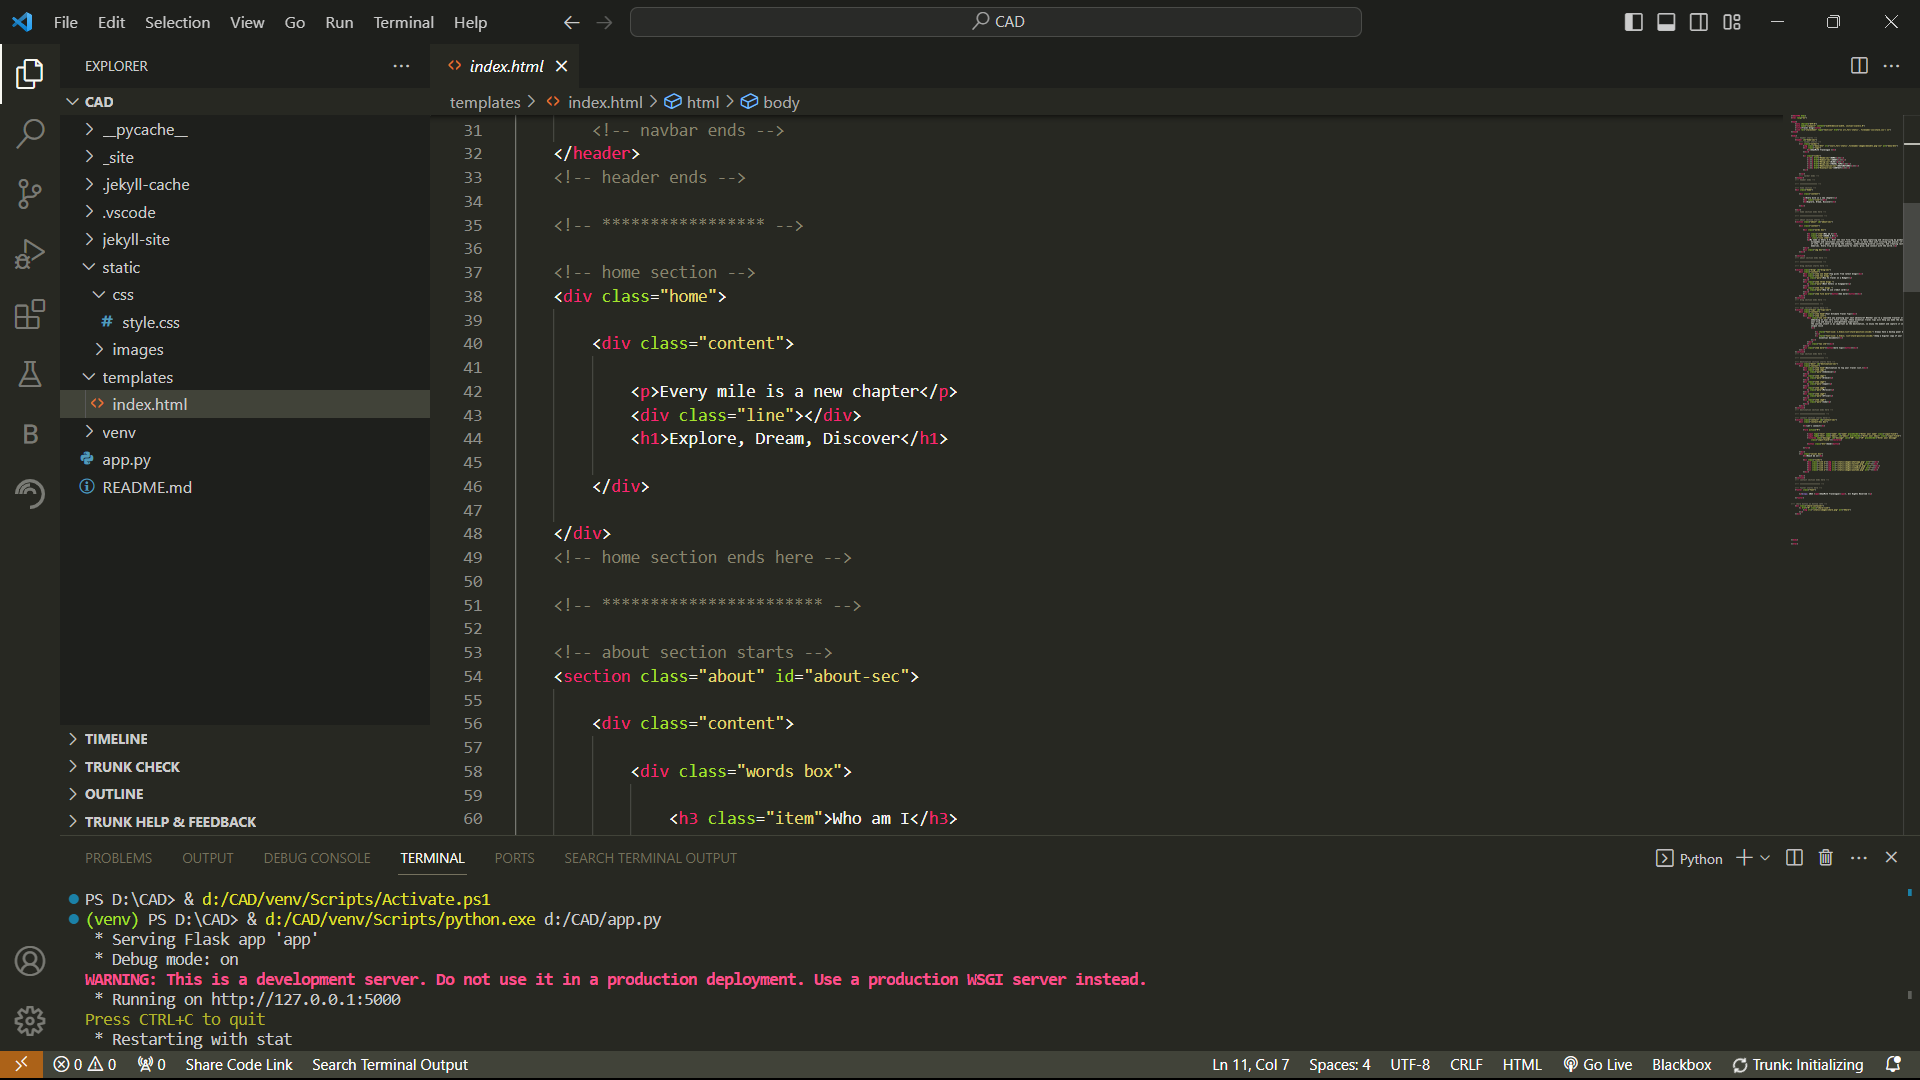 File Edit Selection View Go Run Terminal Help CAD
EXPLORER
index.html
CAD
templates > index.html > html > body
__pycache__
_site
.jekyll-cache
.vscode
jekyll-site
static
css
# style.css
images
templates
index.html
venv
app.py
README.md
TIMELINE
TRUNK CHECK
OUTLINE
TRUNK HELP & FEEDBACK
31 <!-- navbar ends -->
32 </header>
33 <!-- header ends -->
34
35 <!-- ***************** -->
36
37 <!-- home section -->
38 <div class="home">
39
40 <div class="content">
41
42 <p>Every mile is a new chapter</p>
43 <div class="line"></div>
44 <h1>Explore, Dream, Discover</h1>
45
46 </div>
47
48 </div>
49 <!-- home section ends here -->
50
51 <!-- *********************** -->
52
53 <!-- about section starts -->
54 <section class="about" id="about-sec">
55
56 <div class="content">
57
58 <div class="words box">
59
60 <h3 class="item">Who am I</h3>
PROBLEMS OUTPUT DEBUG CONSOLE TERMINAL PORTS SEARCH TERMINAL OUTPUT Python
PS D:\CAD> & d:/CAD/venv/Scripts/Activate.ps1
(venv) PS D:\CAD> & d:/CAD/venv/Scripts/python.exe d:/CAD/app.py
* Serving Flask app 'app'
* Debug mode: on
WARNING: This is a development server. Do not use it in a production deployment. Use a production WSGI server instead.
* Running on http://127.0.0.1:5000
Press CTRL+C to quit
* Restarting with stat
0 0 0 Share Code Link Search Terminal Output Ln 11, Col 7 Spaces: 4 UTF-8 CRLF HTML Go Live Blackbox Trunk: Initializing